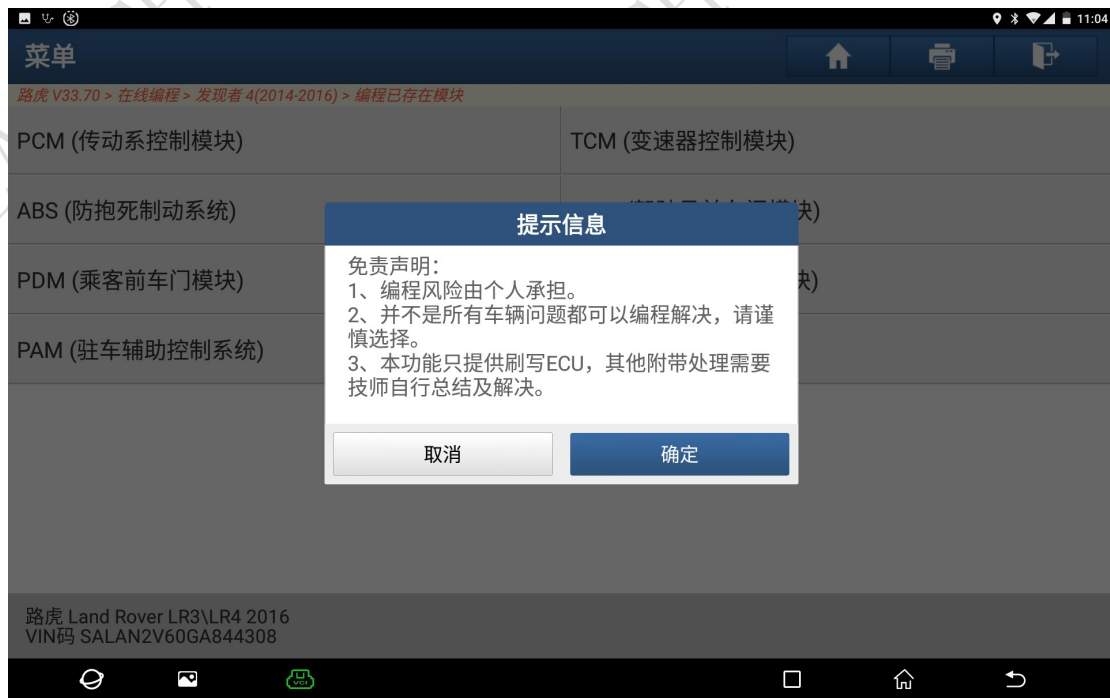 11:04
菜单
路虎 V33.70 > 在线编程 > 发现者 4(2014-2016) > 编程已存在模块
PCM (传动系控制模块)
TCM (变速器控制模块)
ABS (防抱死制动系统)
块)
PDM (乘客前车门模块)
块)
PAM (驻车辅助控制系统)
提示信息
免责声明：
1、编程风险由个人承担。
2、并不是所有车辆问题都可以编程解决，请谨
慎选择。
3、本功能只提供刷写ECU，其他附带处理需要
技师自行总结及解决。
取消
确定
路虎 Land Rover LR3\LR4 2016
VIN码 SALAN2V60GA844308
VCI